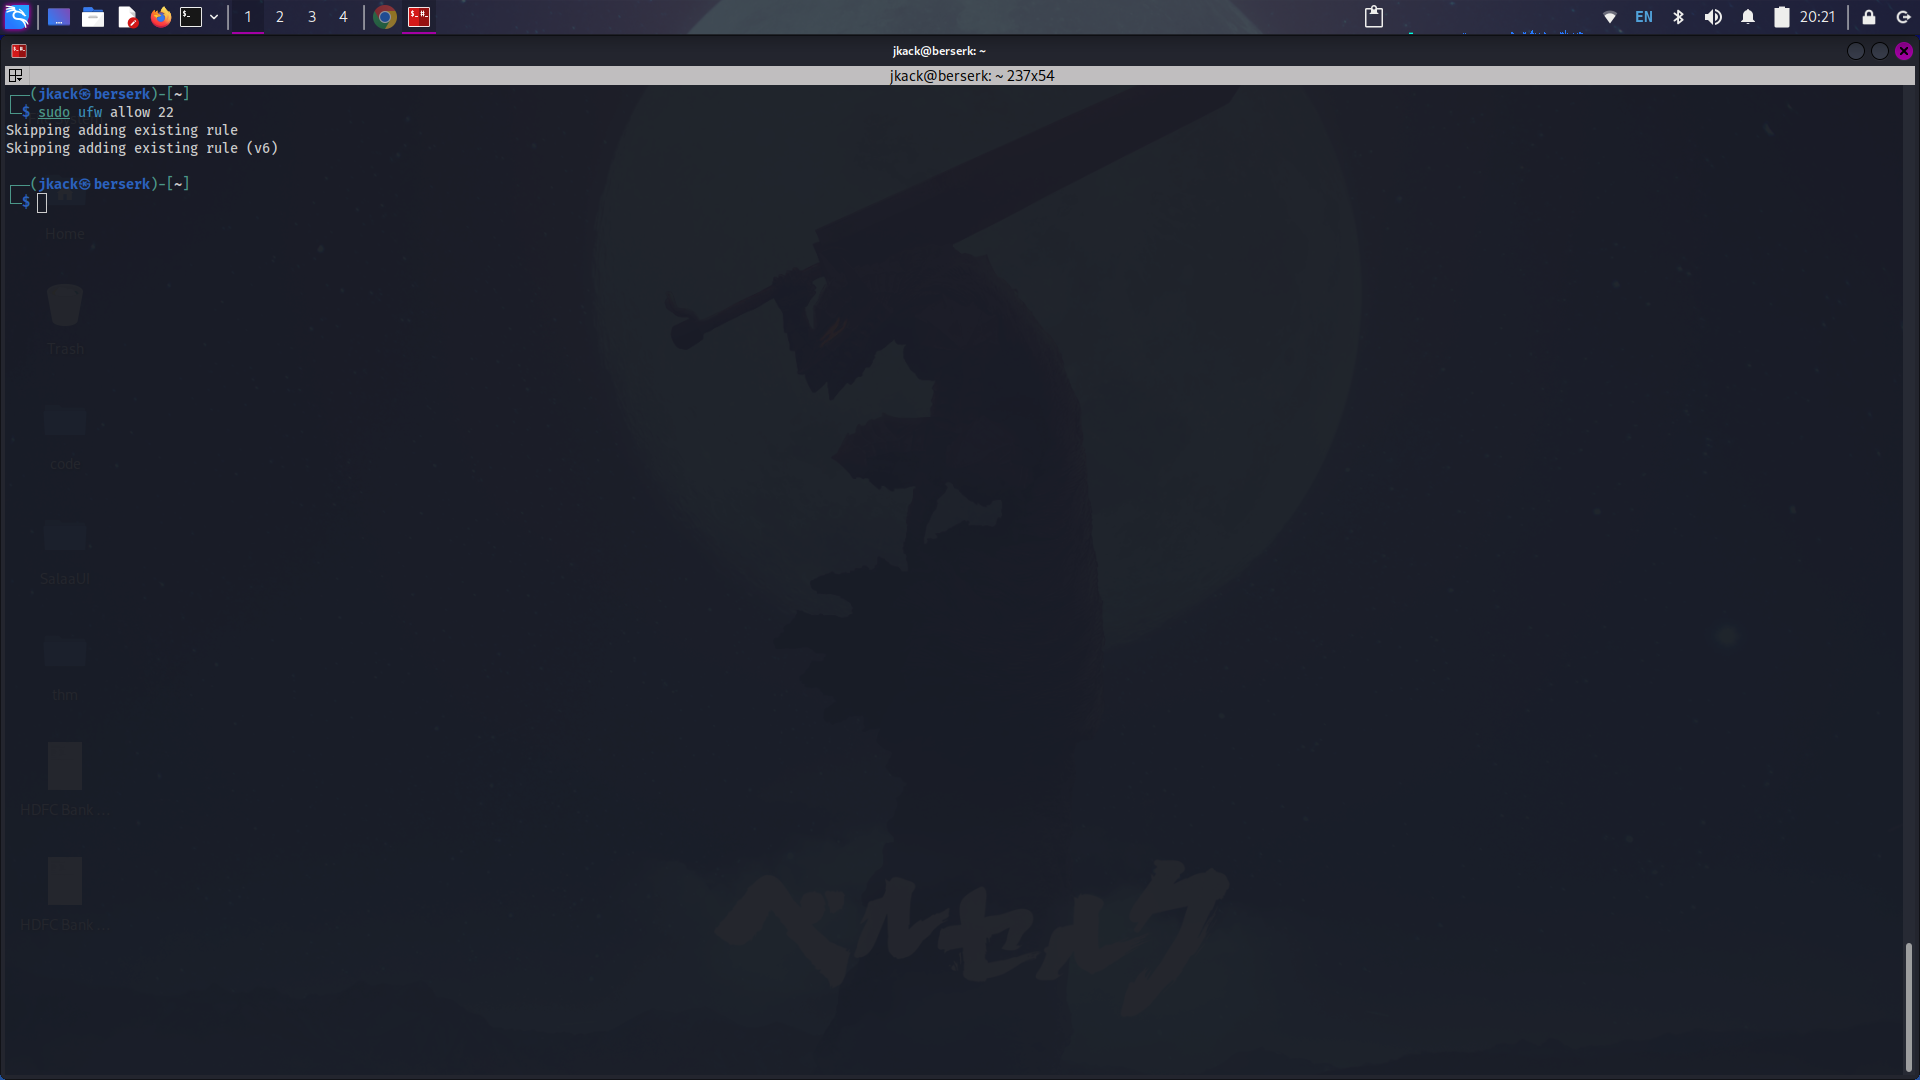 1 2 3 4 EN 20:21
jkack@berserk: ~
jkack@berserk: ~ 237x54
┌──(jkack㉿berserk)-[~]
└─$ sudo ufw allow 22
Skipping adding existing rule
Skipping adding existing rule (v6)
┌──(jkack㉿berserk)-[~]
└─$
Home
Trash
code
SalaaUI
thm
HDFC Bank ...
HDFC Bank ...
ベルセルク